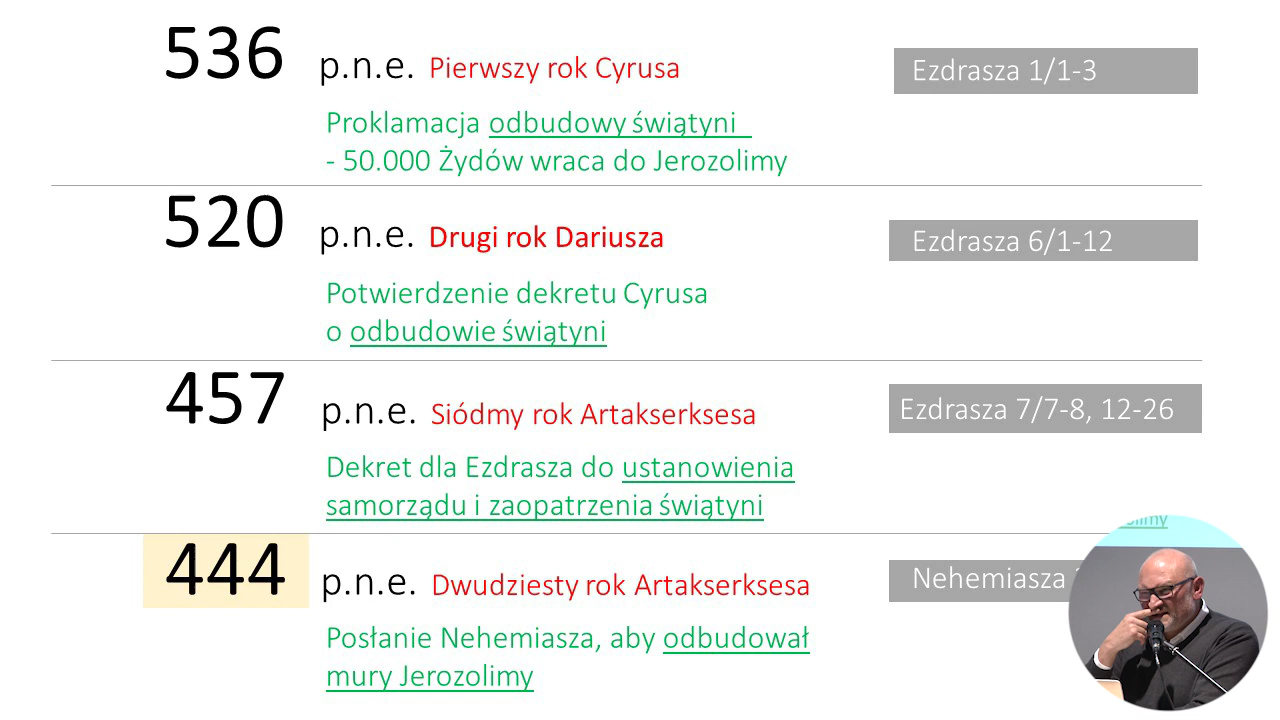 536 p.n.e. Pierwszy rok Cyrusa Ezdrasza 1/1-3
Proklamacja odbudowy świątyni
- 50.000 Żydów wraca do Jerozolimy
520 p.n.e. Drugi rok Dariusza Ezdrasza 6/1-12
Potwierdzenie dekretu Cyrusa
o odbudowie świątyni
457 p.n.e. Siódmy rok Artakserksesa Ezdrasza 7/7-8, 12-26
Dekret dla Ezdrasza do ustanowienia
samorządu i zaopatrzenia świątyni
444 p.n.e. Dwudziesty rok Artakserksesa Nehemiasza
Posłanie Nehemiasza, aby odbudował
mury Jerozolimy